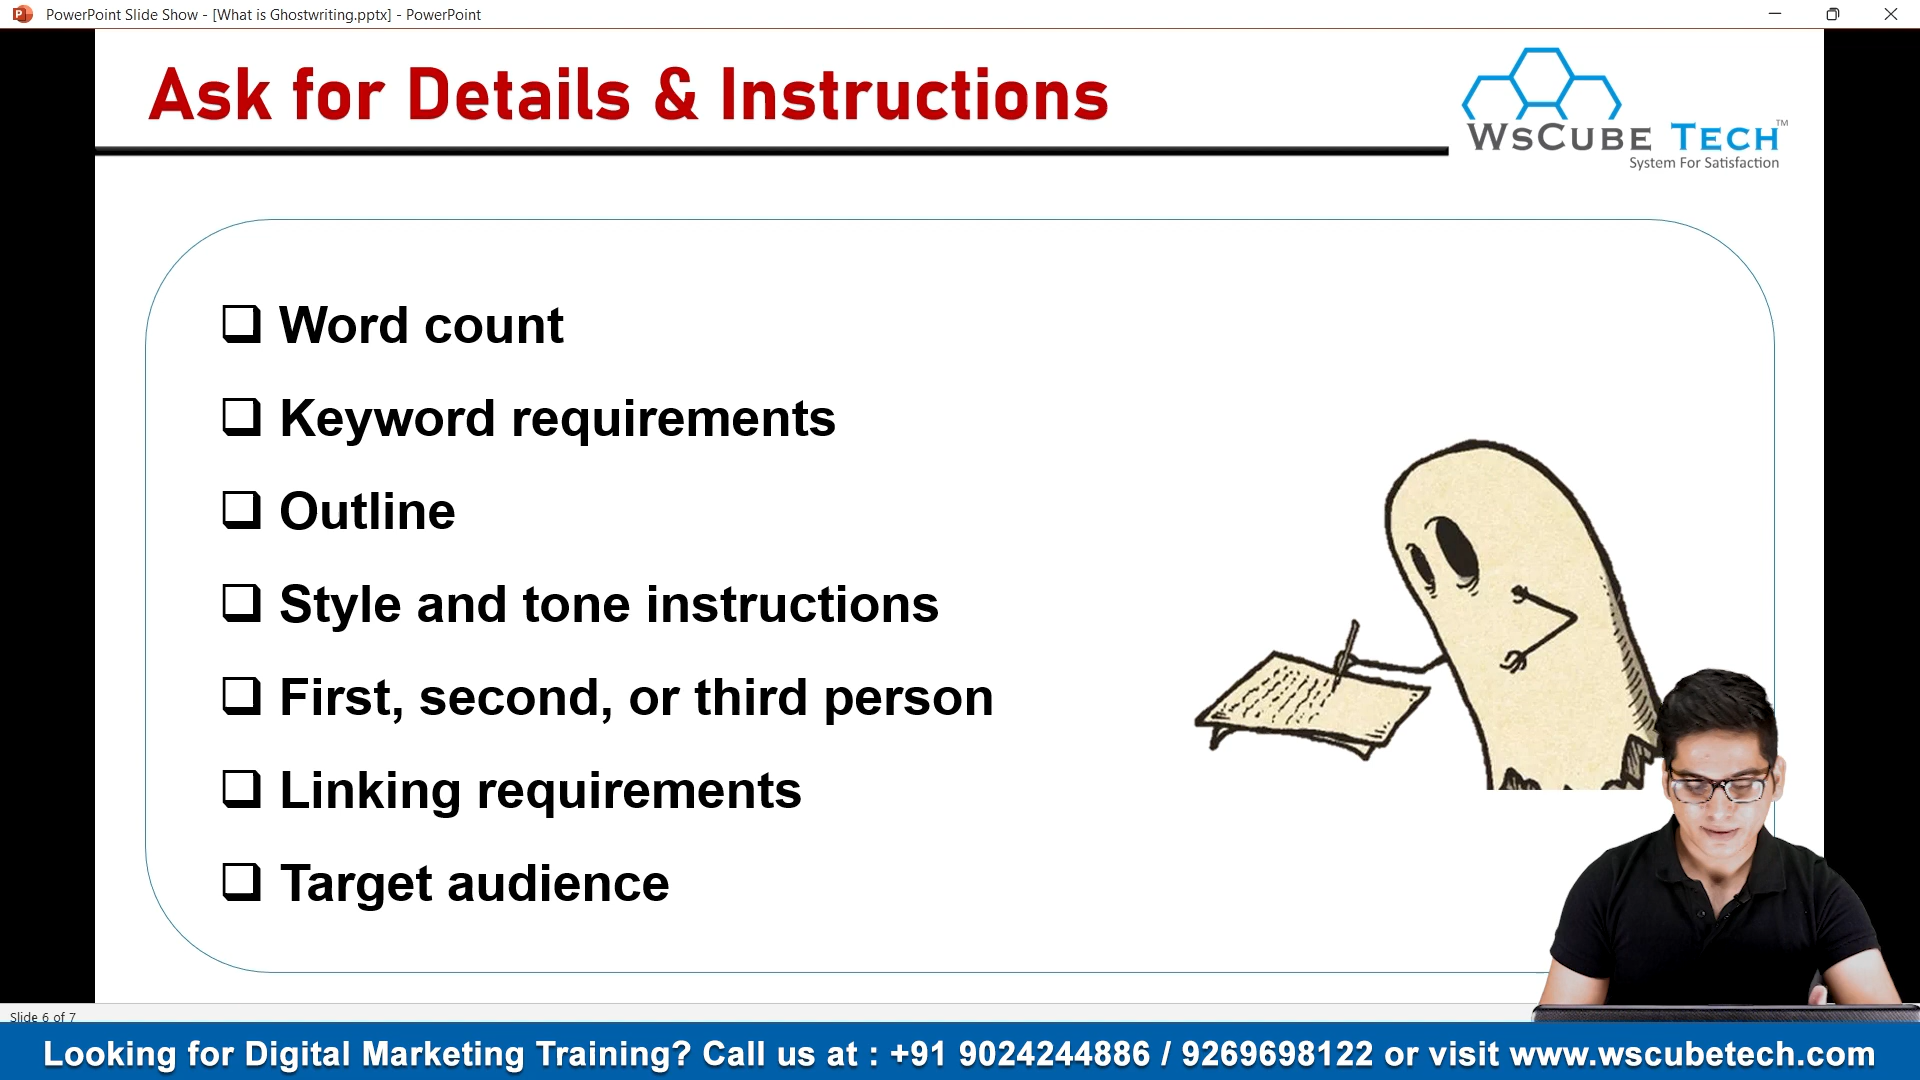 PowerPoint Slide Show - [What is Ghostwriting.pptx] - PowerPoint
Ask for Details & Instructions
WsCube Tech™
System For Satisfaction
Word count
Keyword requirements
Outline
Style and tone instructions
First, second, or third person
Linking requirements
Target audience
Slide 6 of 7
Looking for Digital Marketing Training? Call us at : +91 9024244886 / 9269698122 or visit www.wscubetech.com